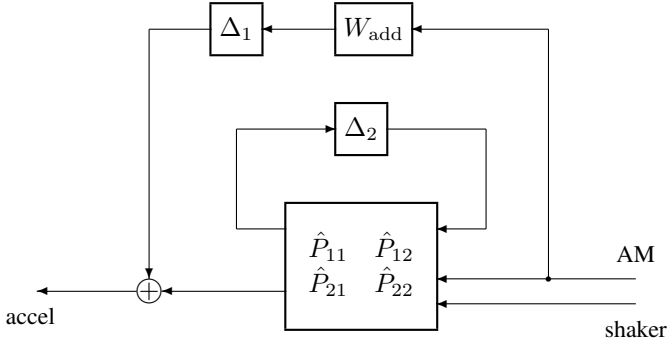 Δ₁ W_add
Δ₂
P̂₁₁ P̂₁₂
P̂₂₁ P̂₂₂
AM
accel
shaker